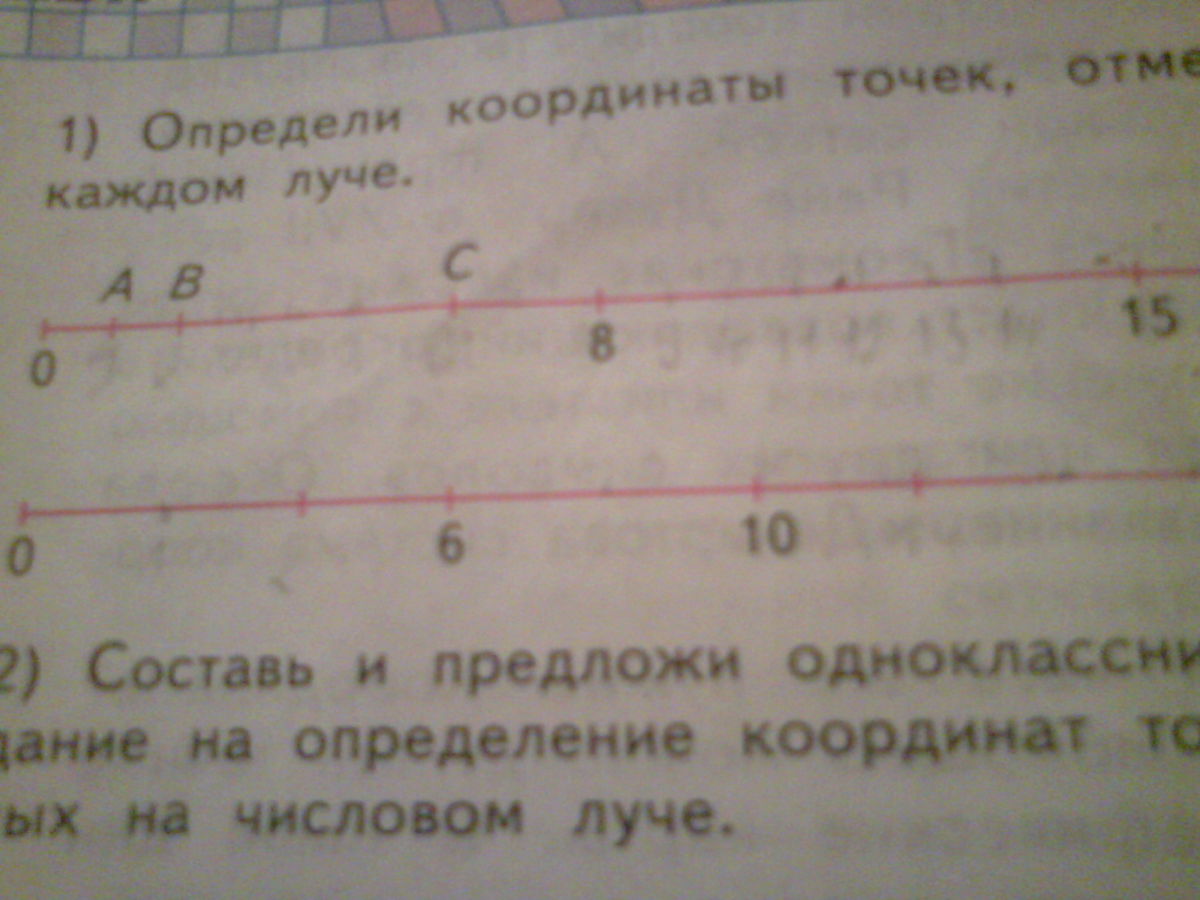 1) Определи координаты точек, отме
каждом луче.
A B C
0 8 15
0 6 10
2) Составь и предложи одноклассни
дание на определение координат то
ых на числовом луче.